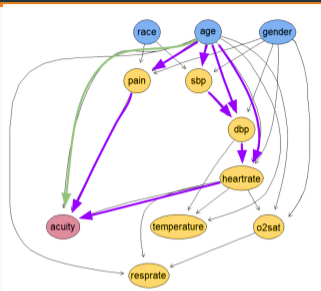 race age gender
pain sbp
dbp
heartrate
acuity temperature o2sat
resprate